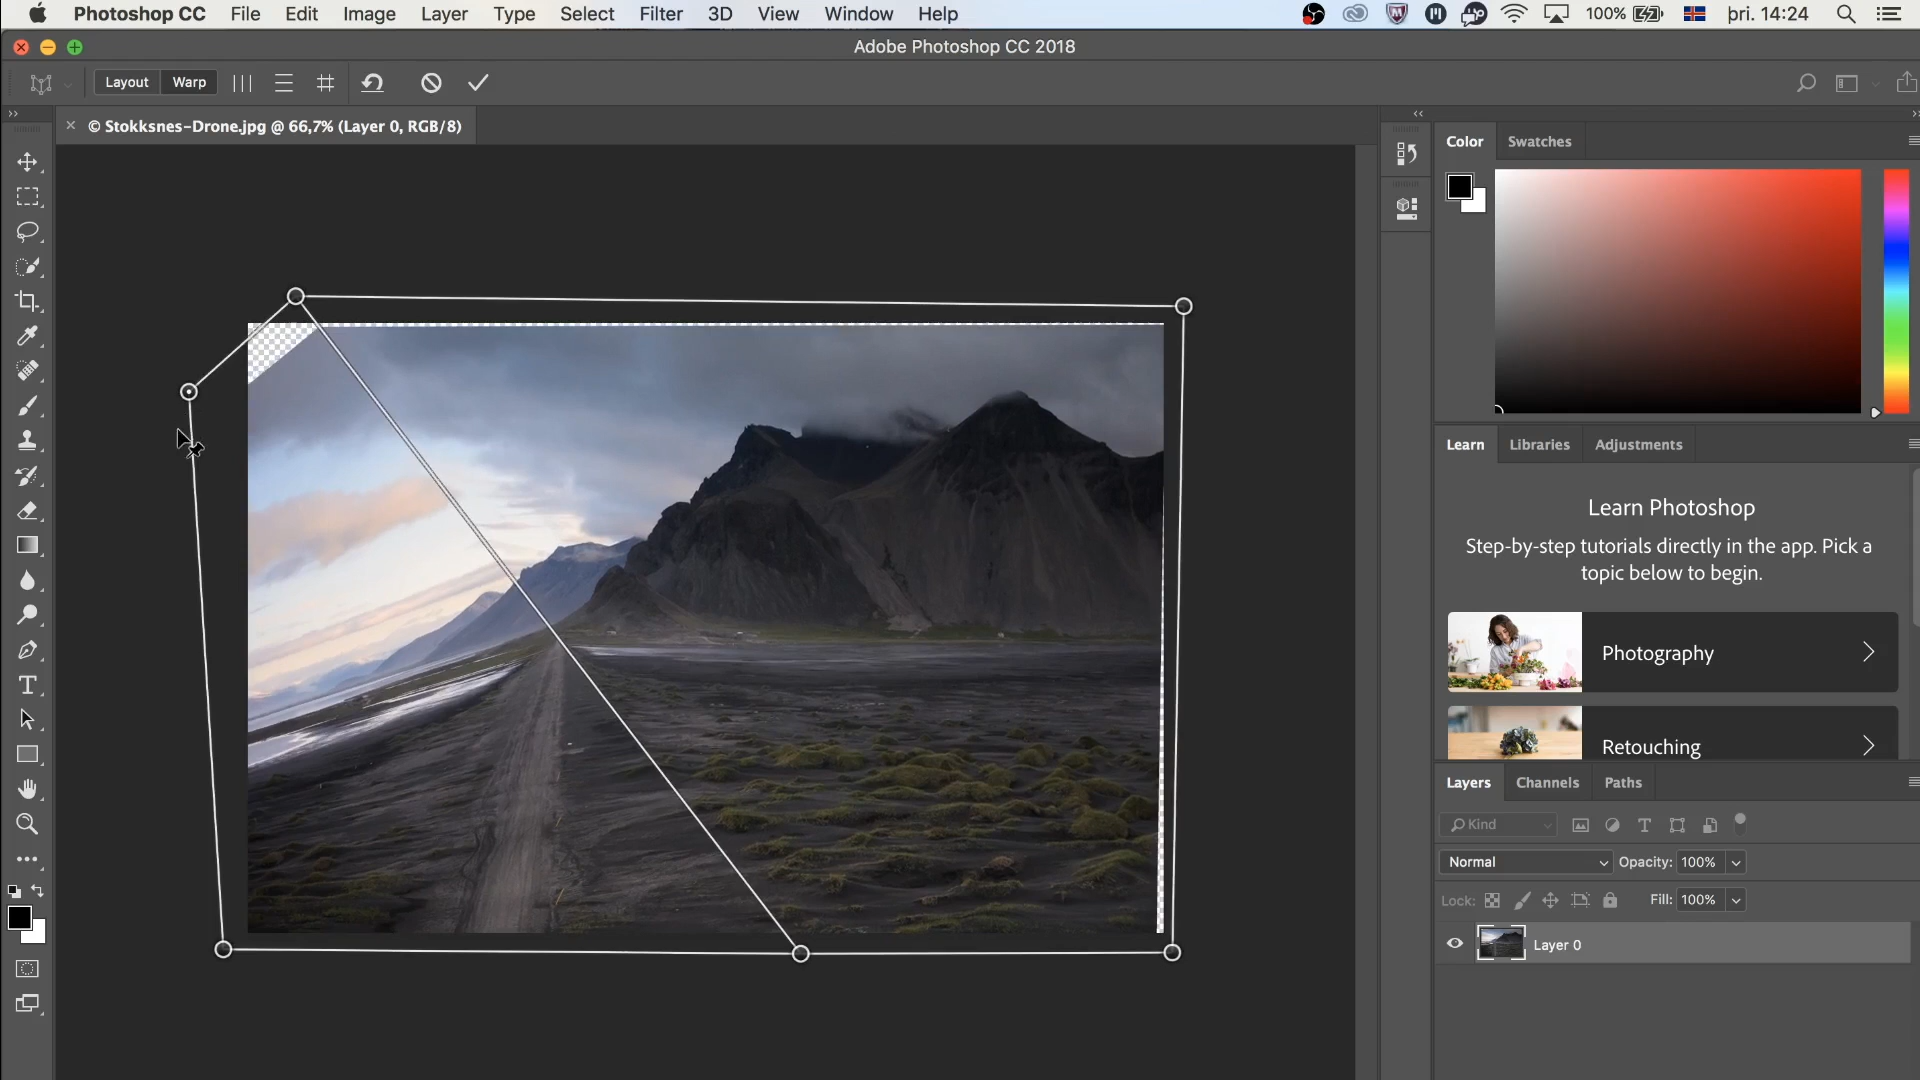 Photoshop CC File Edit Image Layer Type Select Filter 3D View Window Help 100% þri. 14:24
Adobe Photoshop CC 2018
Layout Warp
× © Stokksnes-Drone.jpg @ 66,7% (Layer 0, RGB/8)
Color Swatches
Learn Libraries Adjustments
Learn Photoshop
Step-by-step tutorials directly in the app. Pick a
topic below to begin.
Photography
Retouching
Layers Channels Paths
Kind
Normal Opacity: 100%
Lock: Fill: 100%
Layer 0